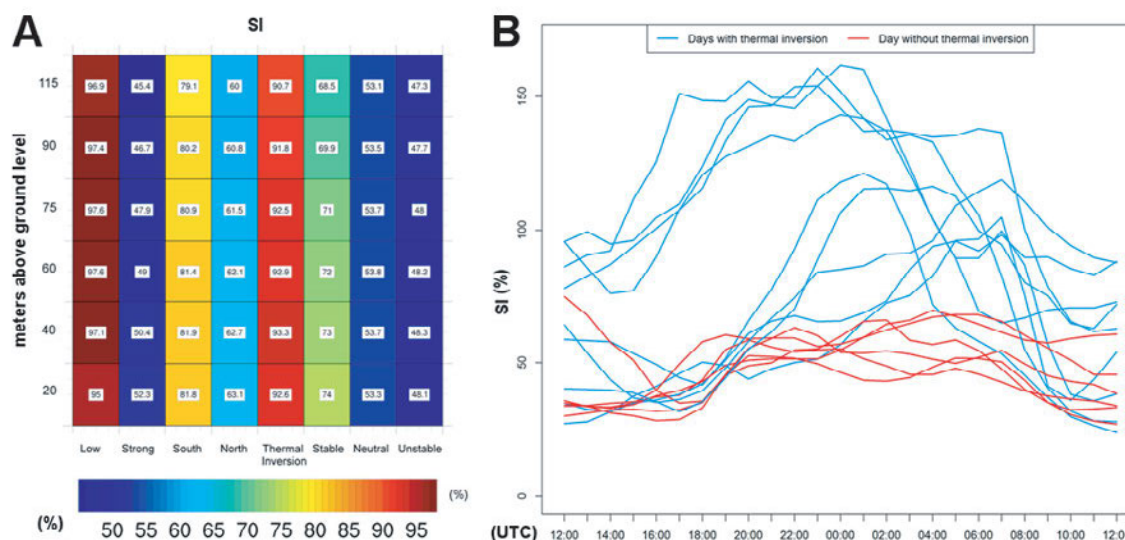 A
SI
B
Days with thermal inversion
Day without thermal inversion
meters above ground level
115
96.9 45.4 79.1 60 90.7 68.5 53.1 47.3
90
97.4 46.7 80.2 60.8 91.8 69.9 53.5 47.7
75
97.6 47.9 80.9 61.5 92.5 71 53.7 48
60
97.6 49 81.4 62.1 92.9 72 53.8 48.2
40
97.1 50.4 81.9 62.7 93.3 73 53.7 48.3
20
95 52.3 81.8 63.1 92.6 74 53.3 48.1
Low Strong South North Thermal Inversion Stable Neutral Unstable
(%)
(%) 50 55 60 65 70 75 80 85 90 95
SI (%)
150
100
50
0
(UTC)
12:00 14:00 16:00 18:00 20:00 22:00 00:00 02:00 04:00 06:00 08:00 10:00 12:00